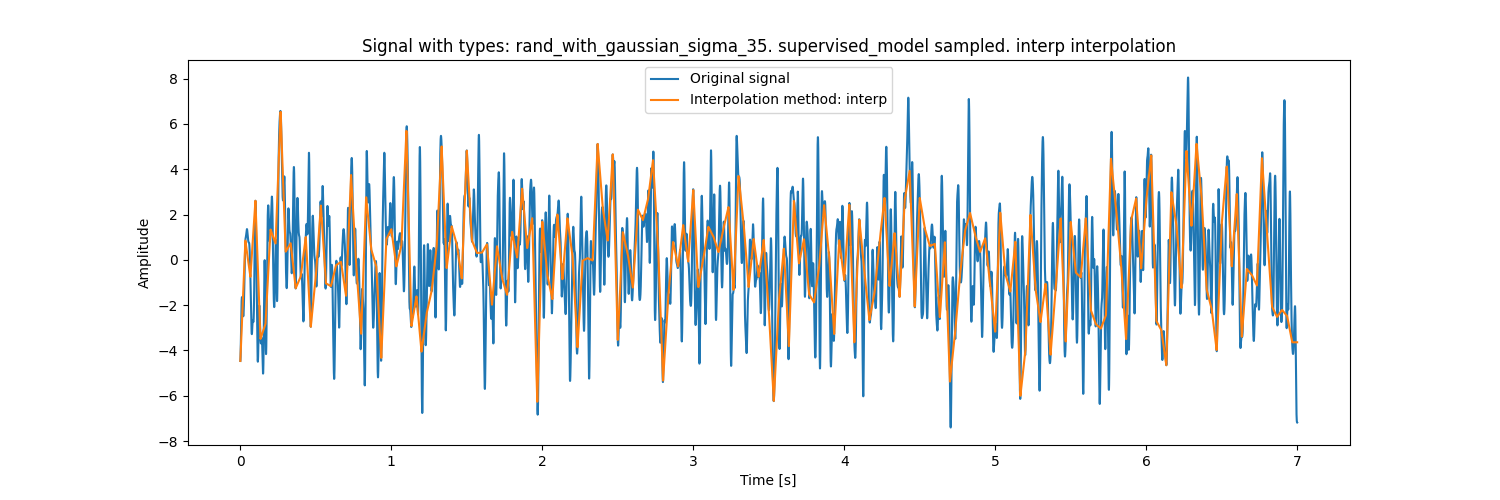 Signal with types: rand_with_gaussian_sigma_35. supervised_model sampled. interp interpolation
Original signal
Interpolation method: interp
Amplitude
8
6
4
2
0
−2
−4
−6
−8
0 1 2 3 4 5 6 7
Time [s]